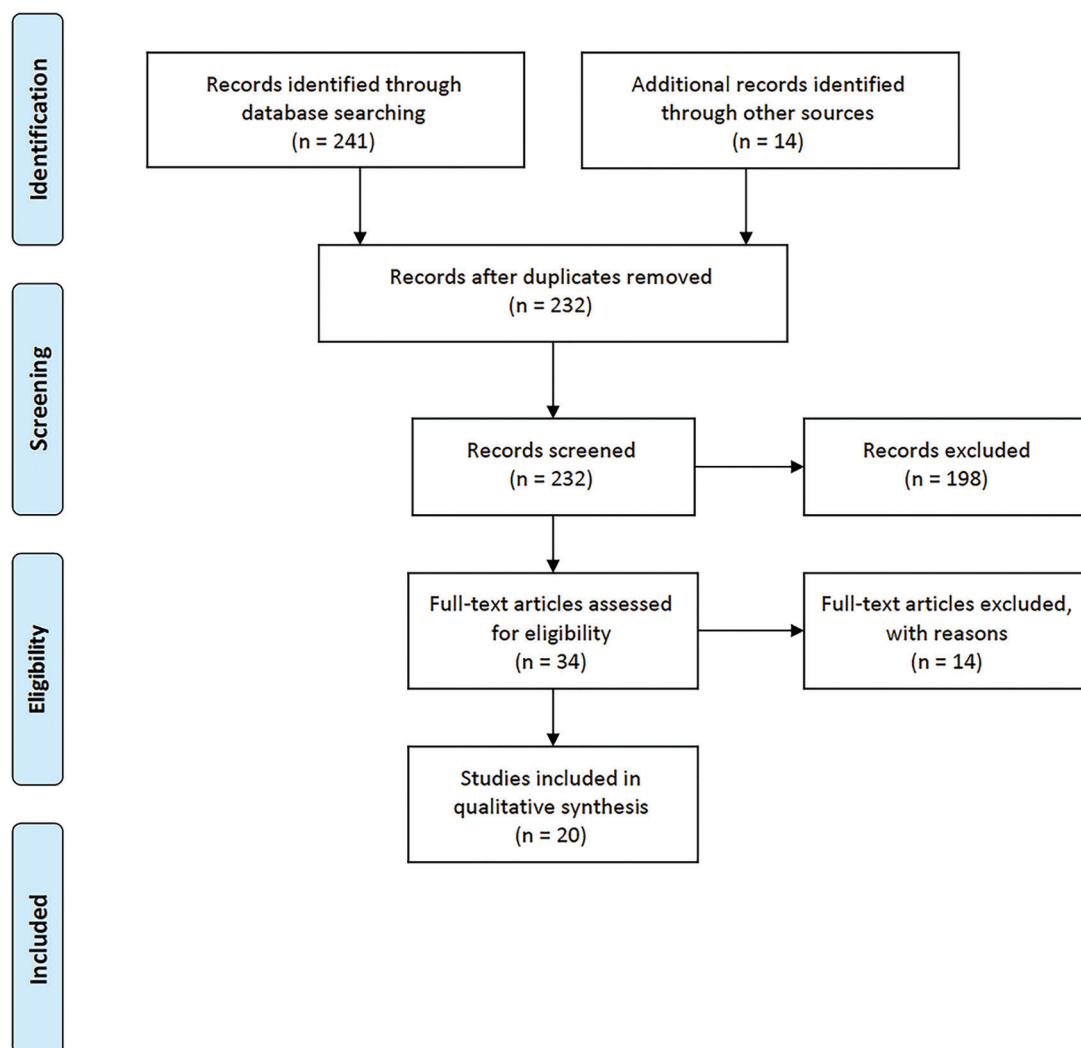 Identification
Records identified through
database searching
(n = 241)
Additional records identified
through other sources
(n = 14)
Records after duplicates removed
(n = 232)
Screening
Records screened
(n = 232)
Records excluded
(n = 198)
Eligibility
Full-text articles assessed
for eligibility
(n = 34)
Full-text articles excluded,
with reasons
(n = 14)
Studies included in
qualitative synthesis
(n = 20)
Included